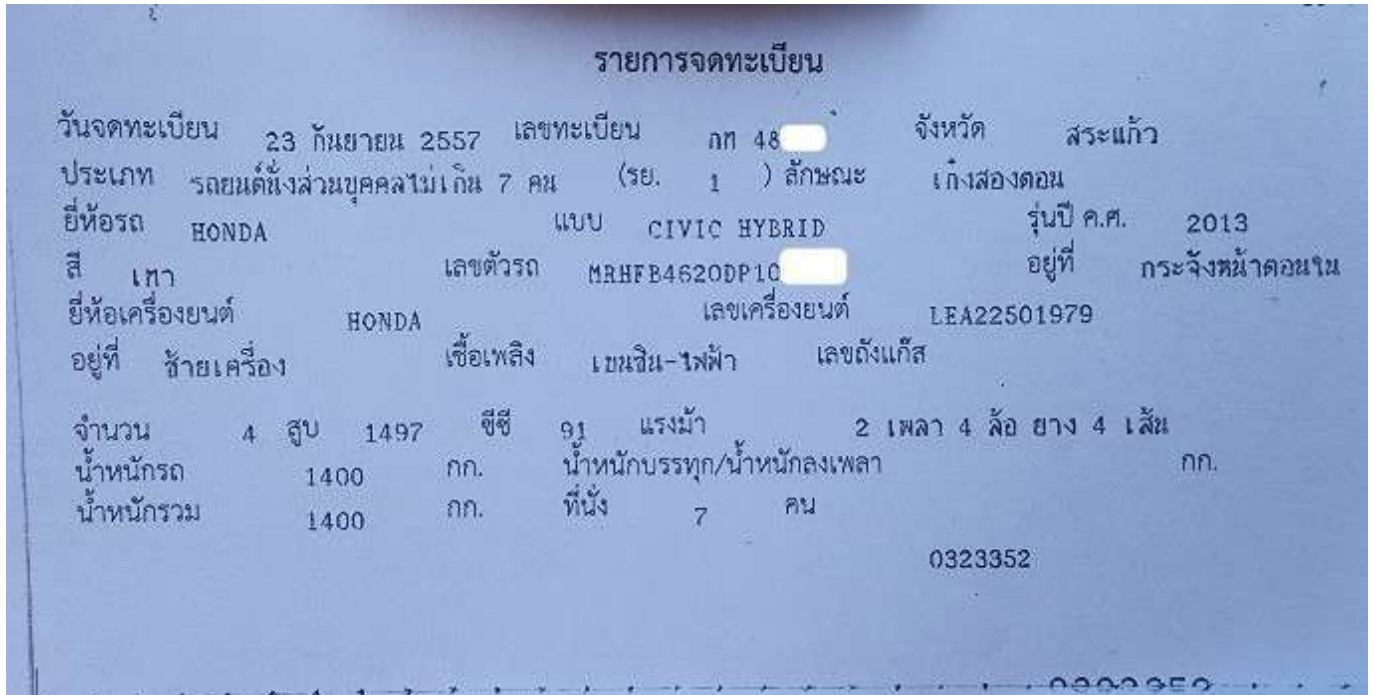 รายการจดทะเบียน
วันจดทะเบียน 23 กันยายน 2557 เลขทะเบียน กท 48 จังหวัด สระแก้ว
ประเภท รถยนต์นั่งส่วนบุคคลไม่เกิน 7 คน (รย. 1 ) ลักษณะ เก๋งสองตอน
ยี่ห้อรถ HONDA แบบ CIVIC HYBRID รุ่นปี ค.ศ. 2013
สี เทา เลขตัวรถ MRHFB4620DP10 อยู่ที่ กระจังหน้าตอนใน
ยี่ห้อเครื่องยนต์ HONDA เลขเครื่องยนต์ LEA22501979
อยู่ที่ ซ้ายเครื่อง เชื้อเพลิง เบนซิน-ไฟฟ้า เลขถังแก๊ส
จำนวน 4 สูบ 1497 ซีซี 91 แรงม้า 2 เพลา 4 ล้อ ยาง 4 เส้น
น้ำหนักรถ 1400 กก. น้ำหนักบรรทุก/น้ำหนักลงเพลา กก.
น้ำหนักรวม 1400 กก. ที่นั่ง 7 คน
0323352